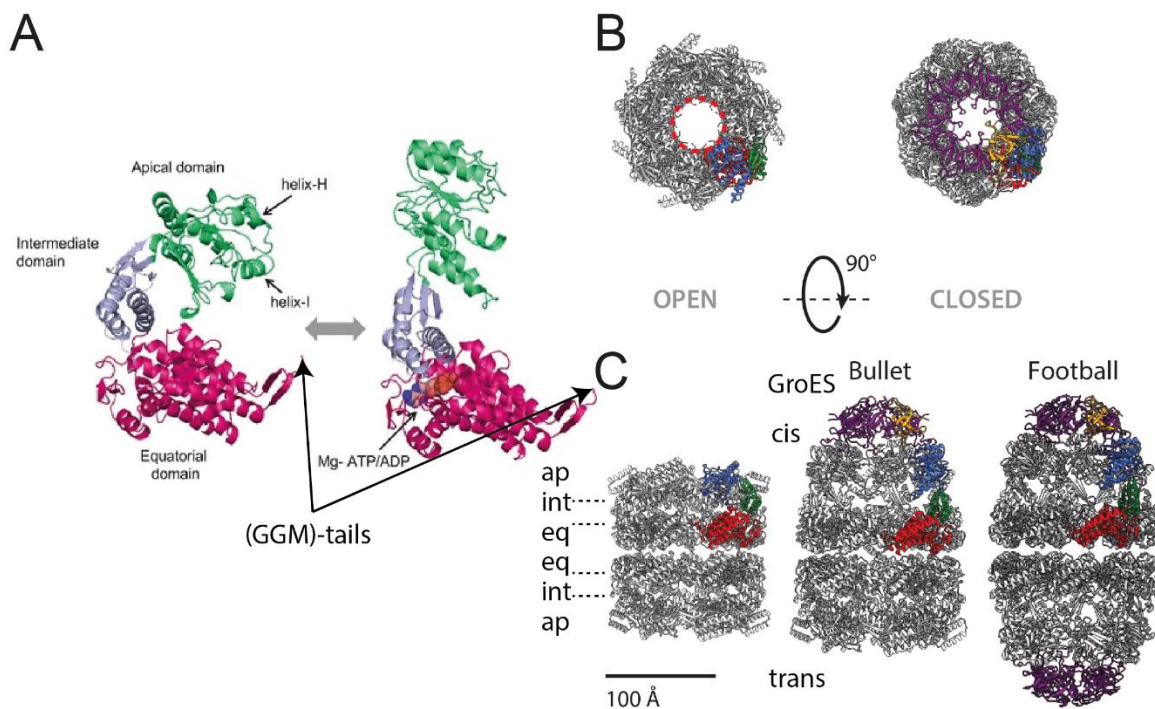 A
Apical domain
helix-H
Intermediate
domain
helix-I
Equatorial
domain
Mg- ATP/ADP
(GGM)-tails
B
OPEN
90°
CLOSED
C
GroES
Bullet
Football
cis
ap
int
eq
eq
int
ap
trans
100 Å